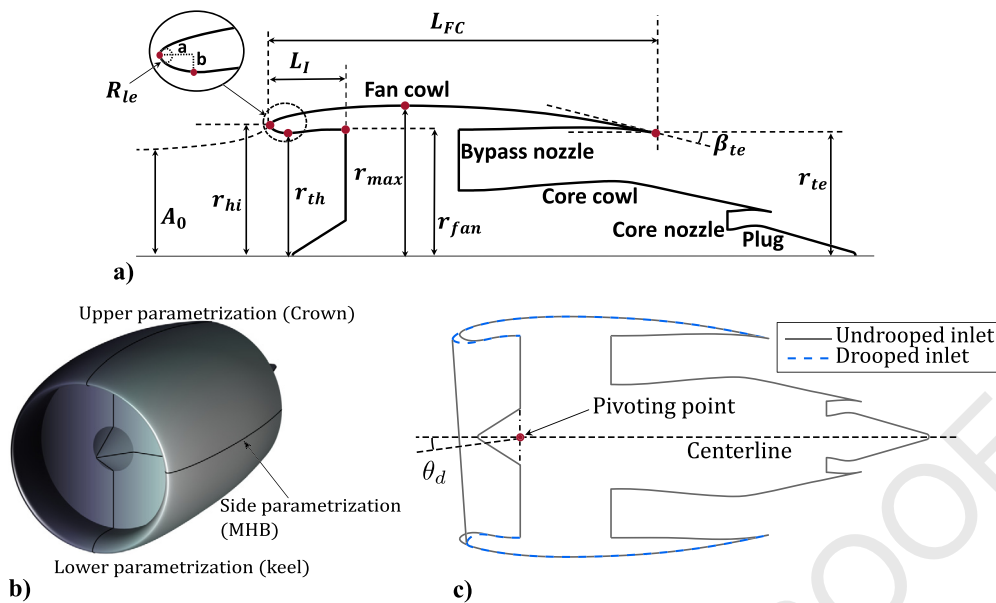 L_FC
a
b
R_le
L_I
Fan cowl
β_te
Bypass nozzle
r_hi
r_th
r_max
r_te
A_0
r_fan
Core cowl
Core nozzle
Plug
a)
Upper parametrization (Crown)
Side parametrization
(MHB)
Lower parametrization (keel)
b)
Undrooped inlet
Drooped inlet
Pivoting point
Centerline
θ_d
c)
ROOF